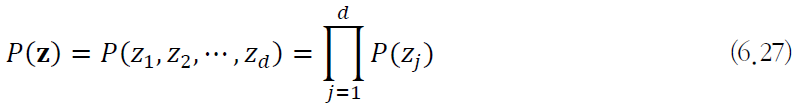 P(𝐳) = P(z₁, z₂, ⋯, z_d) = ∏_{j=1}^{d} P(z_j) (6.27)